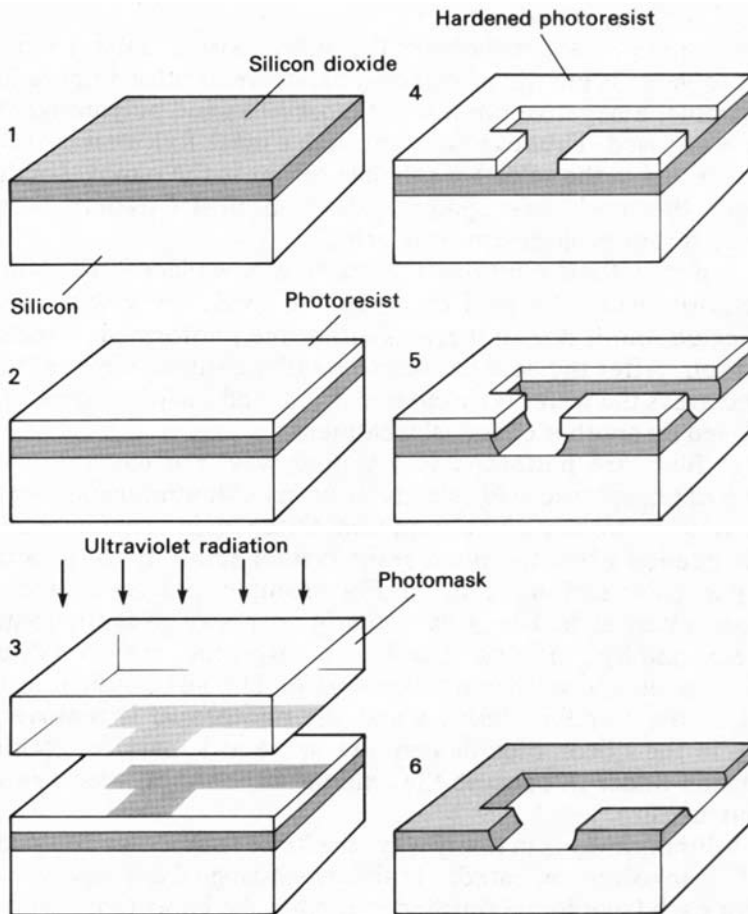 1
Silicon dioxide
Silicon
2
Photoresist
3
Ultraviolet radiation
Photomask
4
Hardened photoresist
5
6